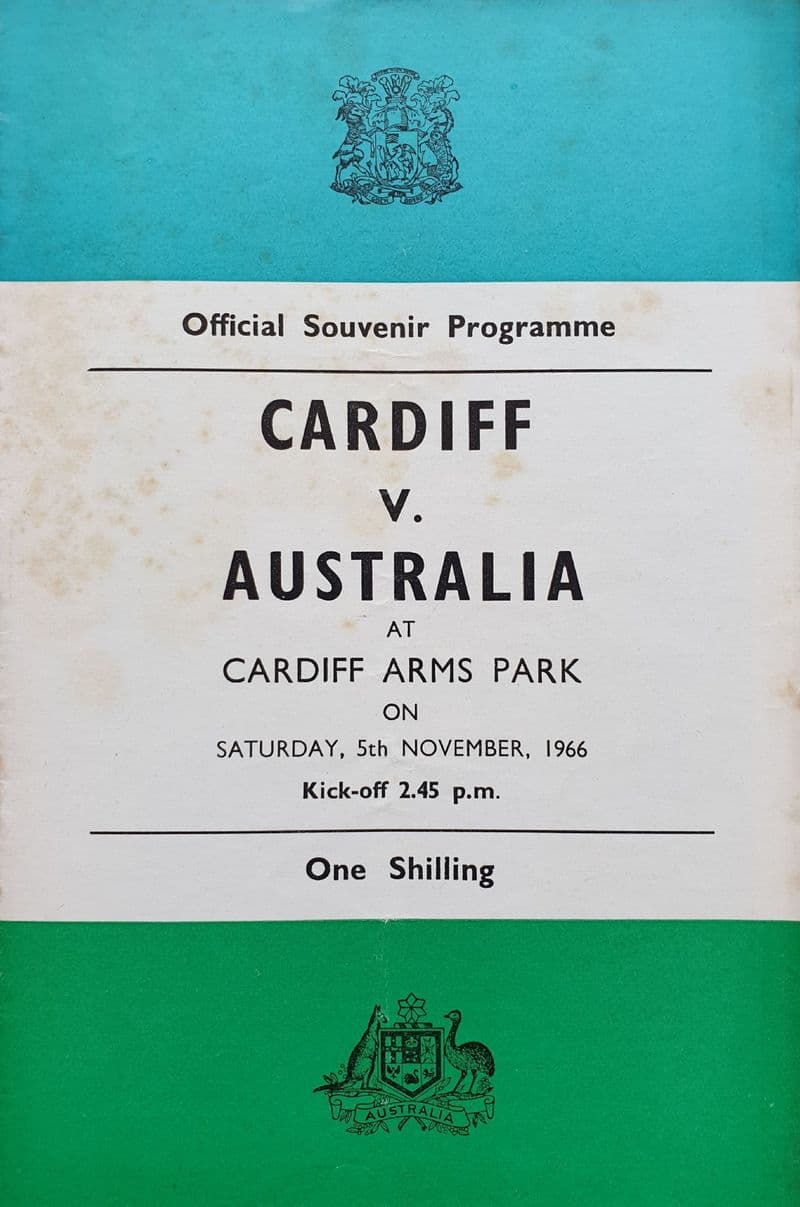 Official Souvenir Programme
CARDIFF
V.
AUSTRALIA
AT
CARDIFF ARMS PARK
ON
SATURDAY, 5th NOVEMBER, 1966
Kick-off 2.45 p.m.
One Shilling
AUSTRALIA